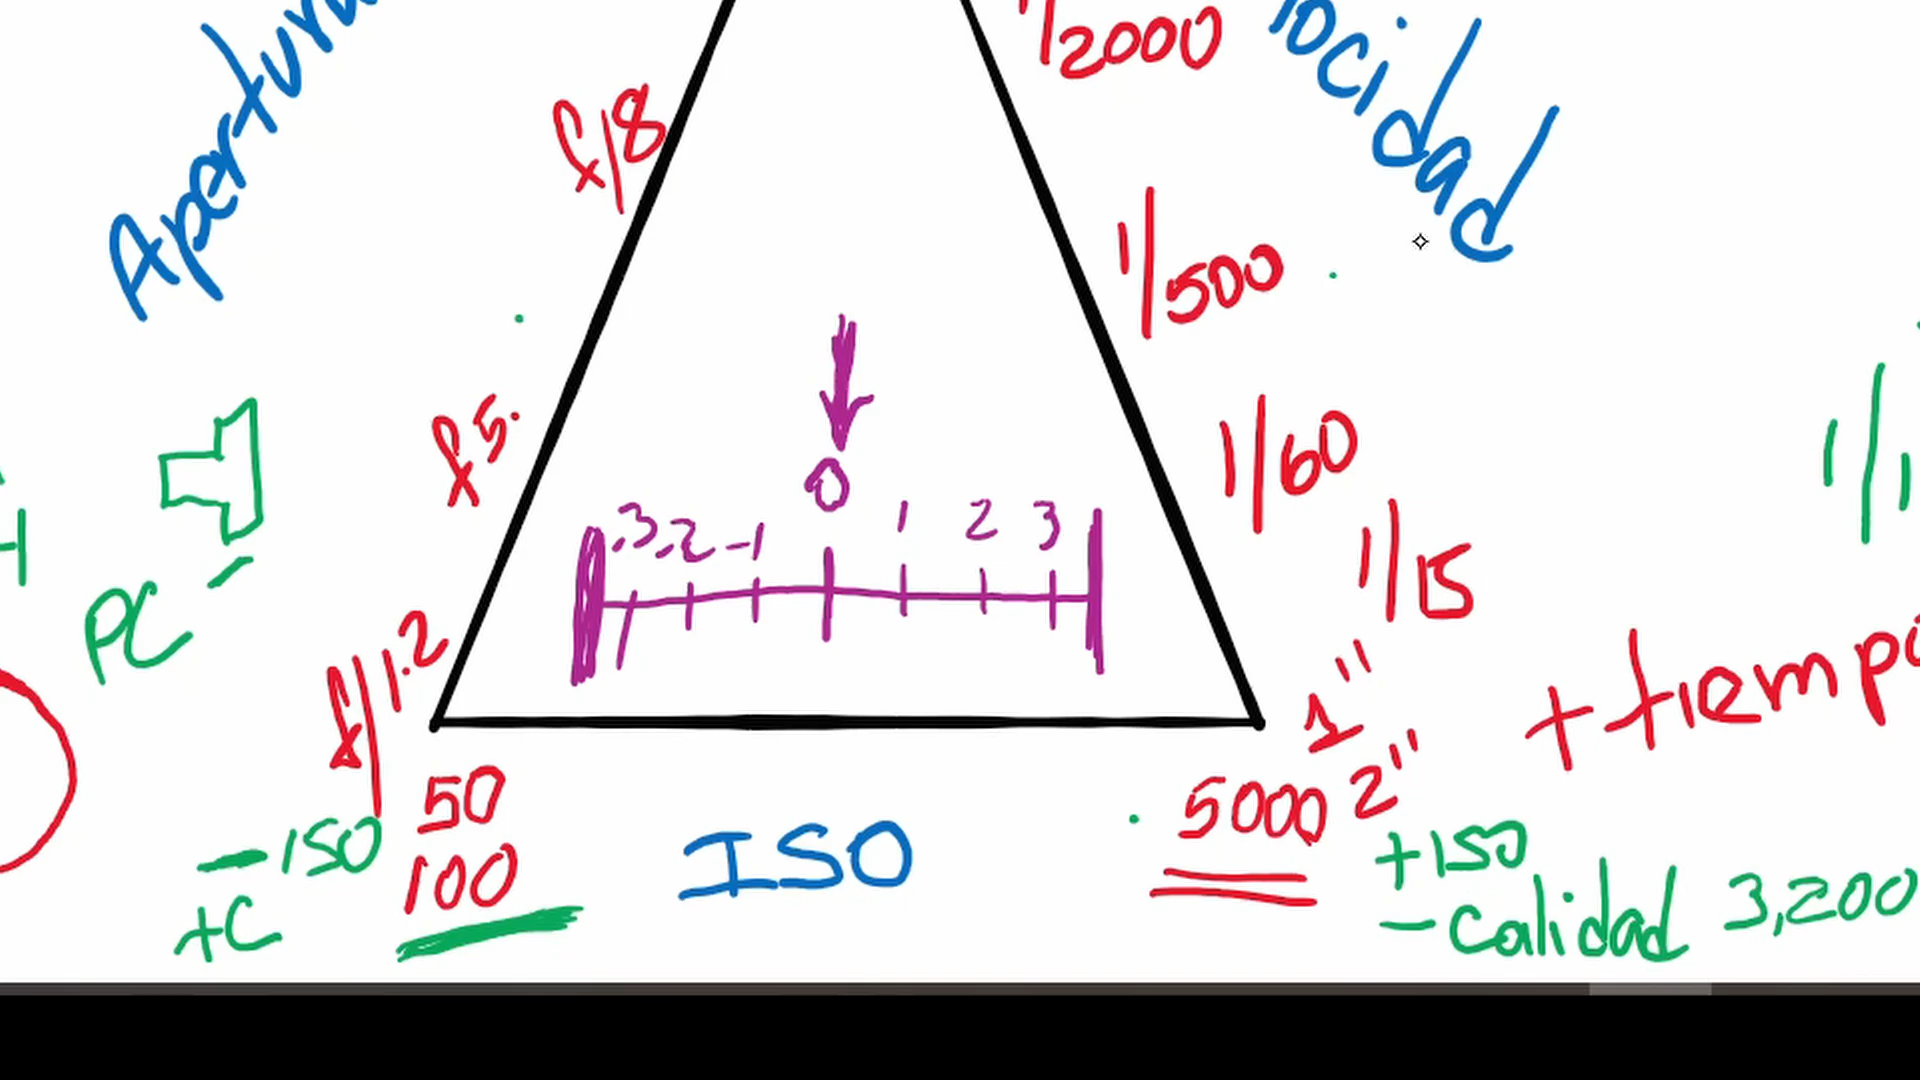 Apertura
1/2000
ocidad
f/8
1/500
f5.
0
-3 -2 -1 1 2 3
1/60
1/15
PC
f/1.2
1"
2"
+ tiempo
50
100
ISO
5000
- ISO
+C
+ISO
- Calidad 3,200